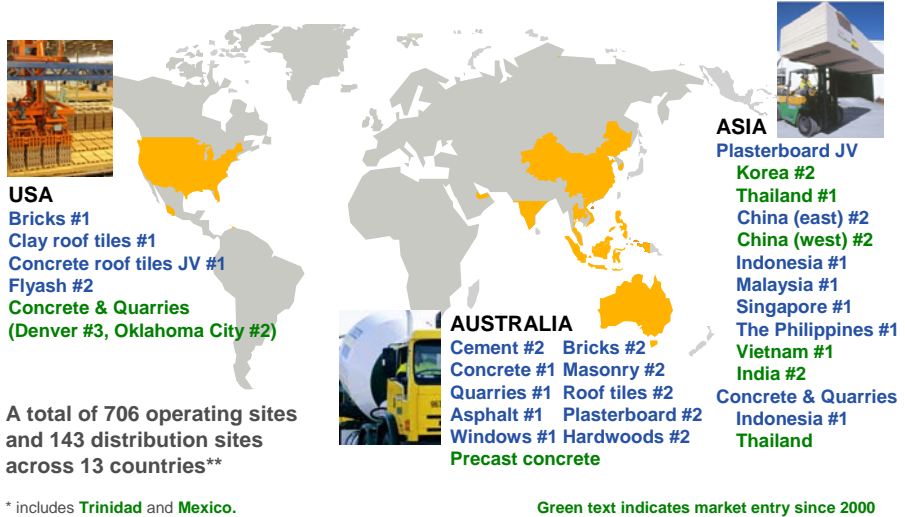 USA
Bricks #1
Clay roof tiles #1
Concrete roof tiles JV #1
Flyash #2
Concrete & Quarries
(Denver #3, Oklahoma City #2)
A total of 706 operating sites
and 143 distribution sites
across 13 countries**
AUSTRALIA
Cement #2 Bricks #2
Concrete #1 Masonry #2
Quarries #1 Roof tiles #2
Asphalt #1 Plasterboard #2
Windows #1 Hardwoods #2
Precast concrete
ASIA
Plasterboard JV
Korea #2
Thailand #1
China (east) #2
China (west) #2
Indonesia #1
Malaysia #1
Singapore #1
The Philippines #1
Vietnam #1
India #2
Concrete & Quarries
Indonesia #1
Thailand
* includes Trinidad and Mexico.
Green text indicates market entry since 2000